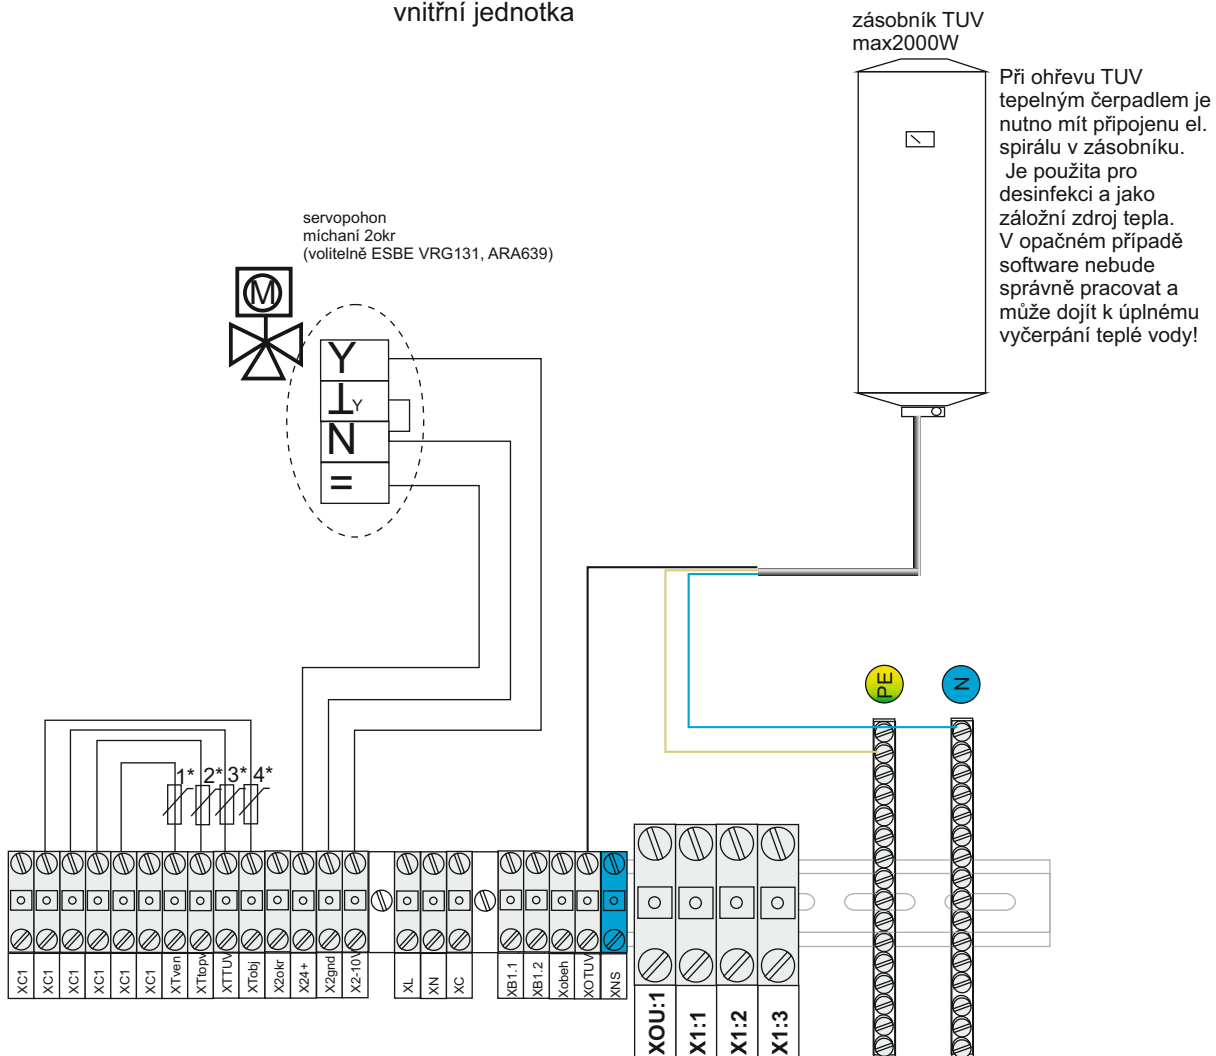 vnitřní jednotka
zásobník TUV
max2000W
Při ohřevu TUV
tepelným čerpadlem je
nutno mít připojenu el.
spirálu v zásobníku.
Je použita pro
desinfekci a jako
záložní zdroj tepla.
V opačném případě
software nebude
správně pracovat a
může dojít k úplnému
vyčerpání teplé vody!
servopohon
míchaní 2okr
(volitelně ESBE VRG131, ARA639)
M
Y
Y
N
=
PE
N
1* 2* 3* 4*
XC1
XC1
XC1
XC1
XC1
XC1
XTven
XTtopv
XTTUV
XTobj
X2okr
X24+
X2gnd
X2-10V
XL
XN
XC
XB1.1
XB1.2
Xobeh
XOTUV
XNS
XOU:1
X1:1
X1:2
X1:3